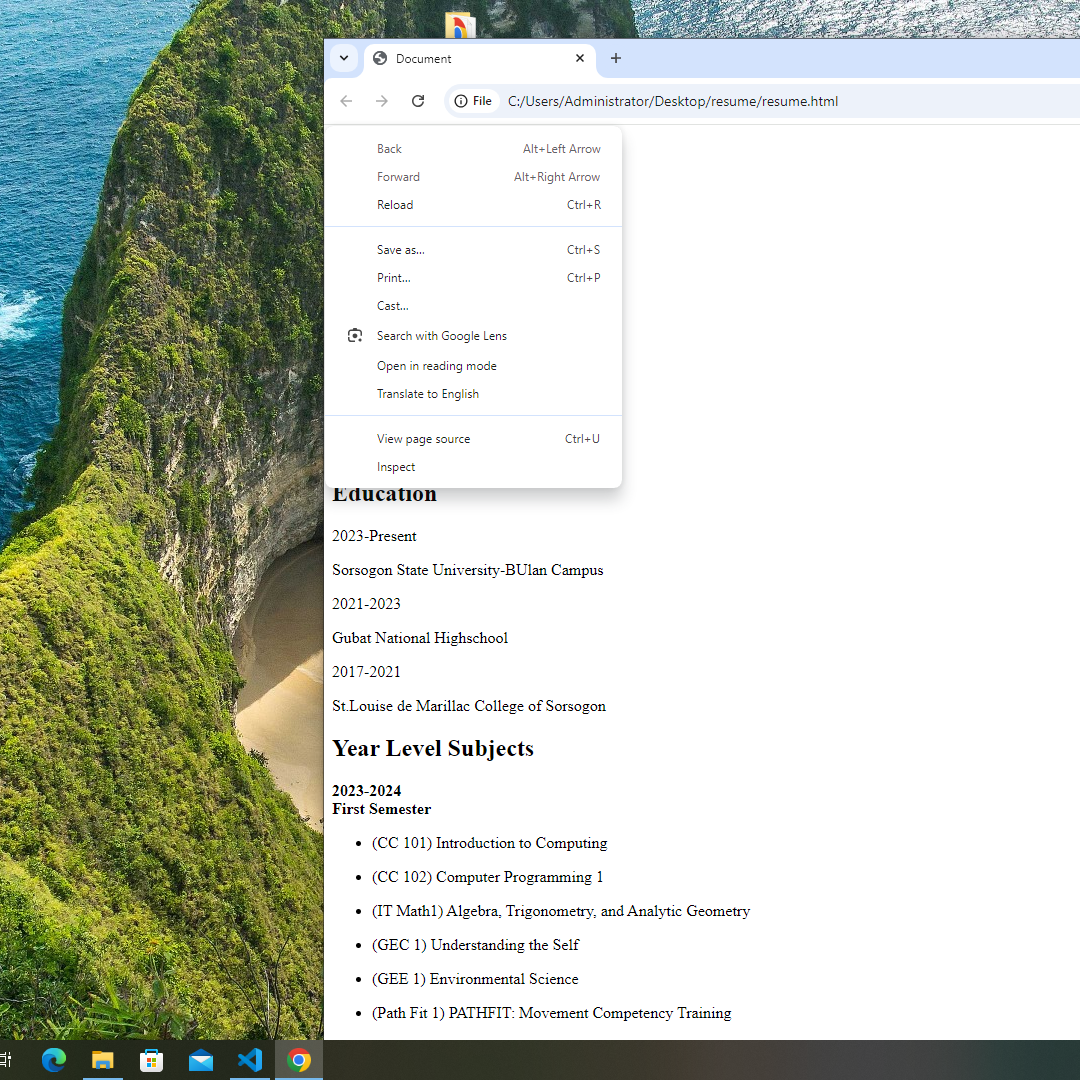 Document
File
C:/Users/Administrator/Desktop/resume/resume.html
Back Alt+Left Arrow
Forward Alt+Right Arrow
Reload Ctrl+R
Save as... Ctrl+S
Print... Ctrl+P
Cast...
Search with Google Lens
Open in reading mode
Translate to English
View page source Ctrl+U
Inspect
Education
2023-Present
Sorsogon State University-BUlan Campus
2021-2023
Gubat National Highschool
2017-2021
St.Louise de Marillac College of Sorsogon
Year Level Subjects
2023-2024
First Semester
• (CC 101) Introduction to Computing
• (CC 102) Computer Programming 1
• (IT Math1) Algebra, Trigonometry, and Analytic Geometry
• (GEC 1) Understanding the Self
• (GEE 1) Environmental Science
• (Path Fit 1) PATHFIT: Movement Competency Training